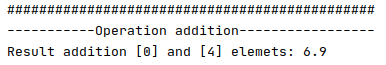 ##############################################
-----------Operation addition-----------------
Result addition [0] and [4] elemets: 6.9